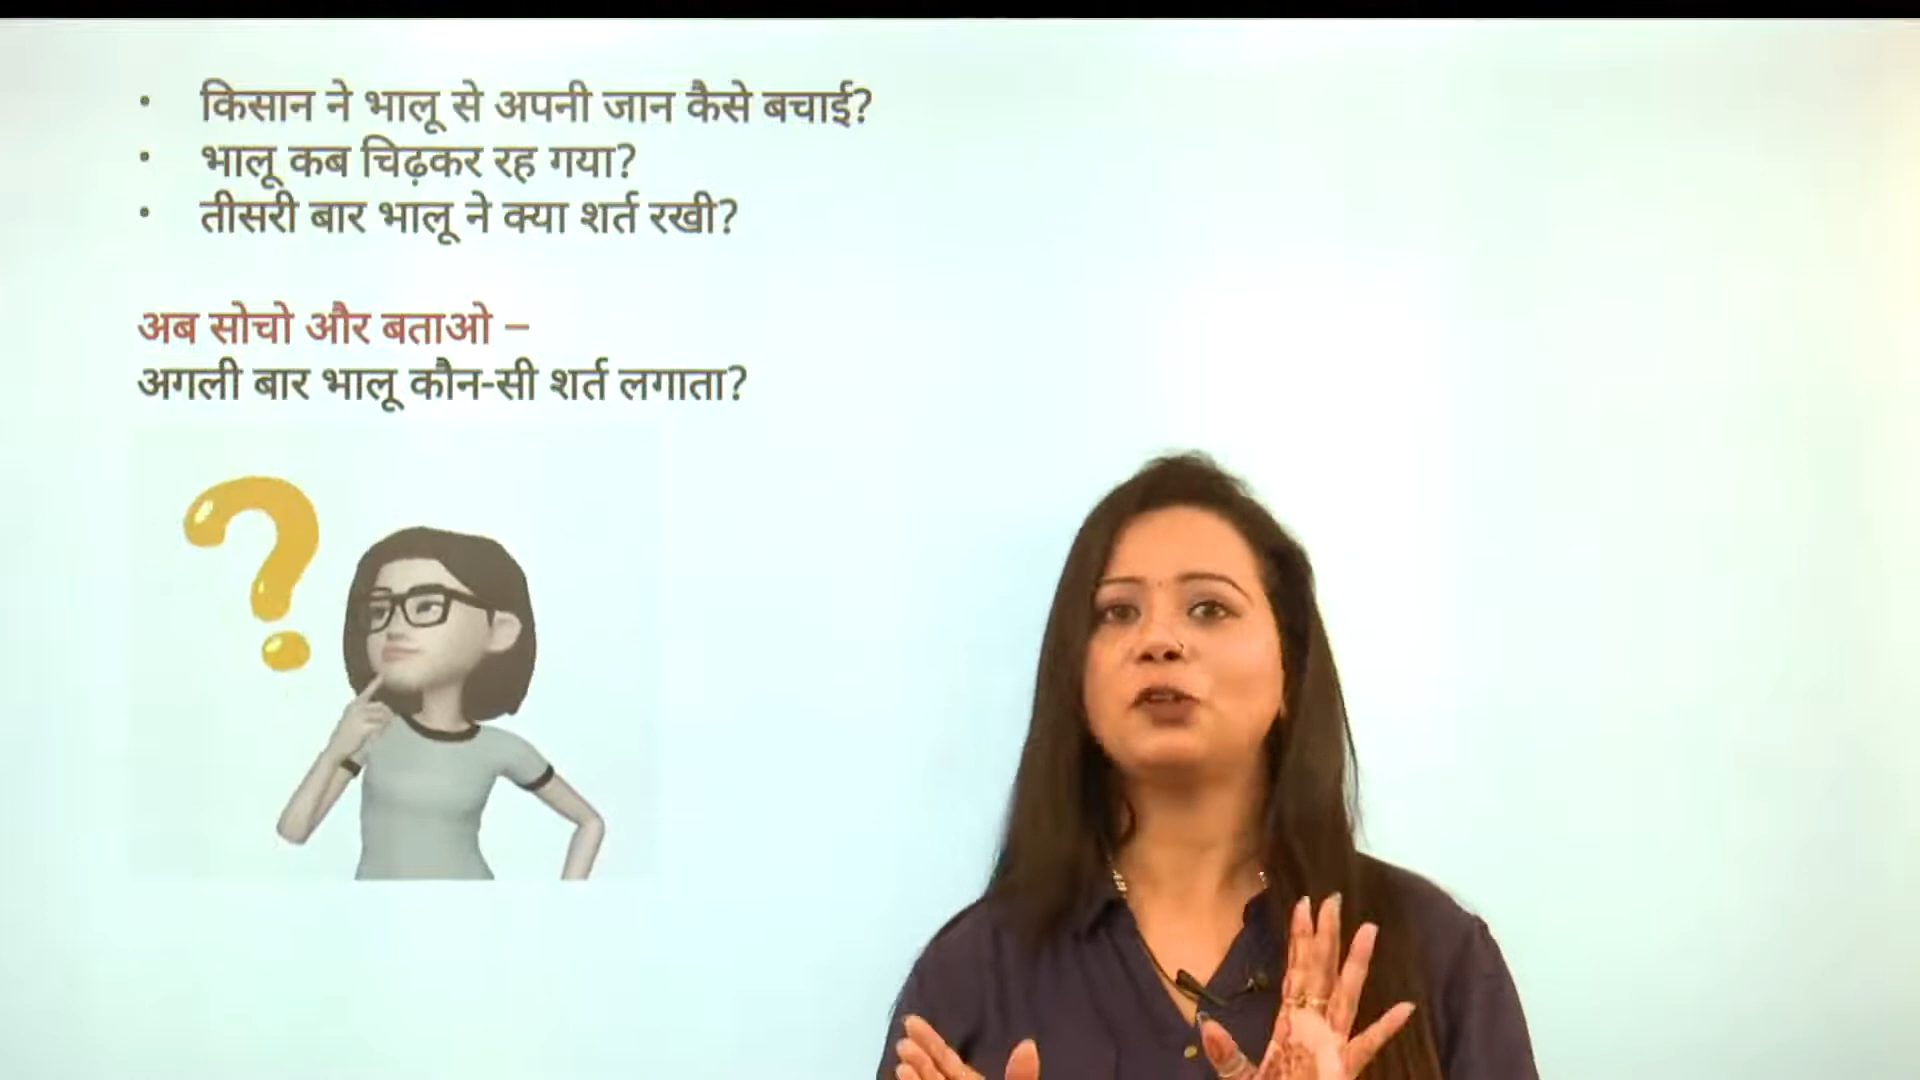 • किसान ने भालू से अपनी जान कैसे बचाई?
• भालू कब चिढ़कर रह गया?
• तीसरी बार भालू ने क्या शर्त रखी?
अब सोचो और बताओ –
अगली बार भालू कौन-सी शर्त लगाता?